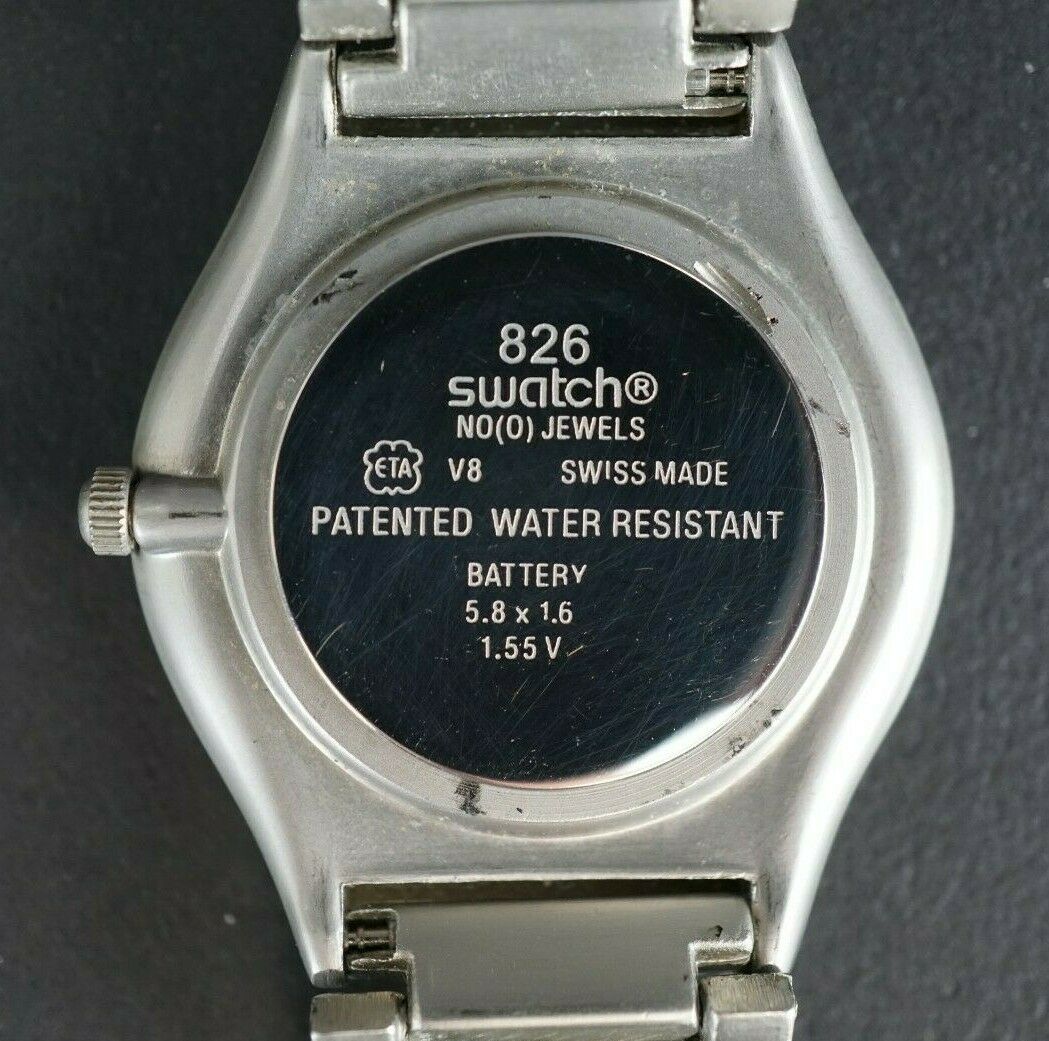 826
swatch®
NO(0) JEWELS
ETA V8 SWISS MADE
PATENTED WATER RESISTANT
BATTERY
5.8 x 1.6
1.55 V